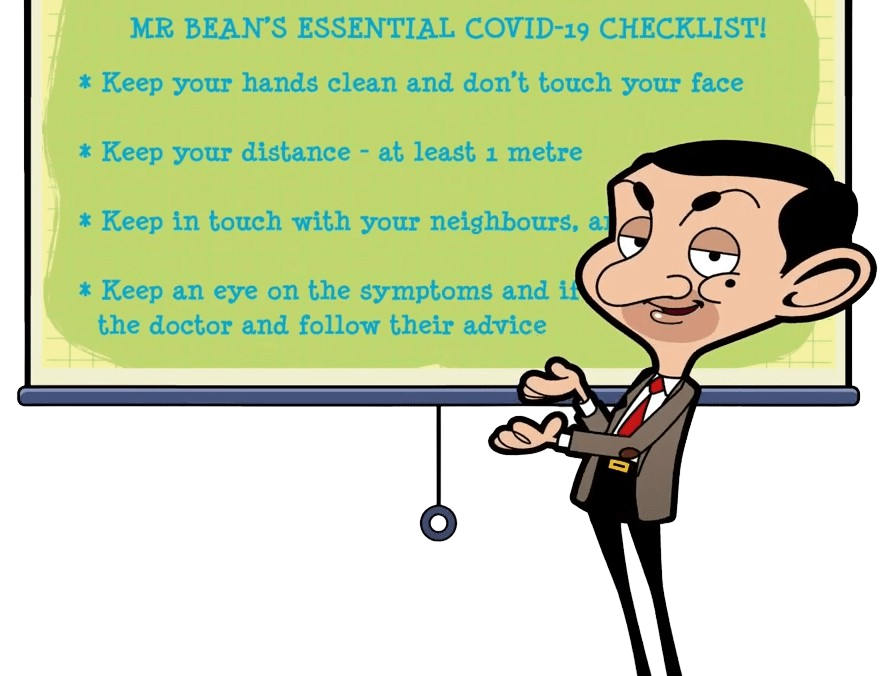 MR BEAN'S ESSENTIAL COVID-19 CHECKLIST!
* Keep your hands clean and don't touch your face
* Keep your distance - at least 1 metre
* Keep in touch with your neighbours,
* Keep an eye on the symptoms and if
the doctor and follow their advice